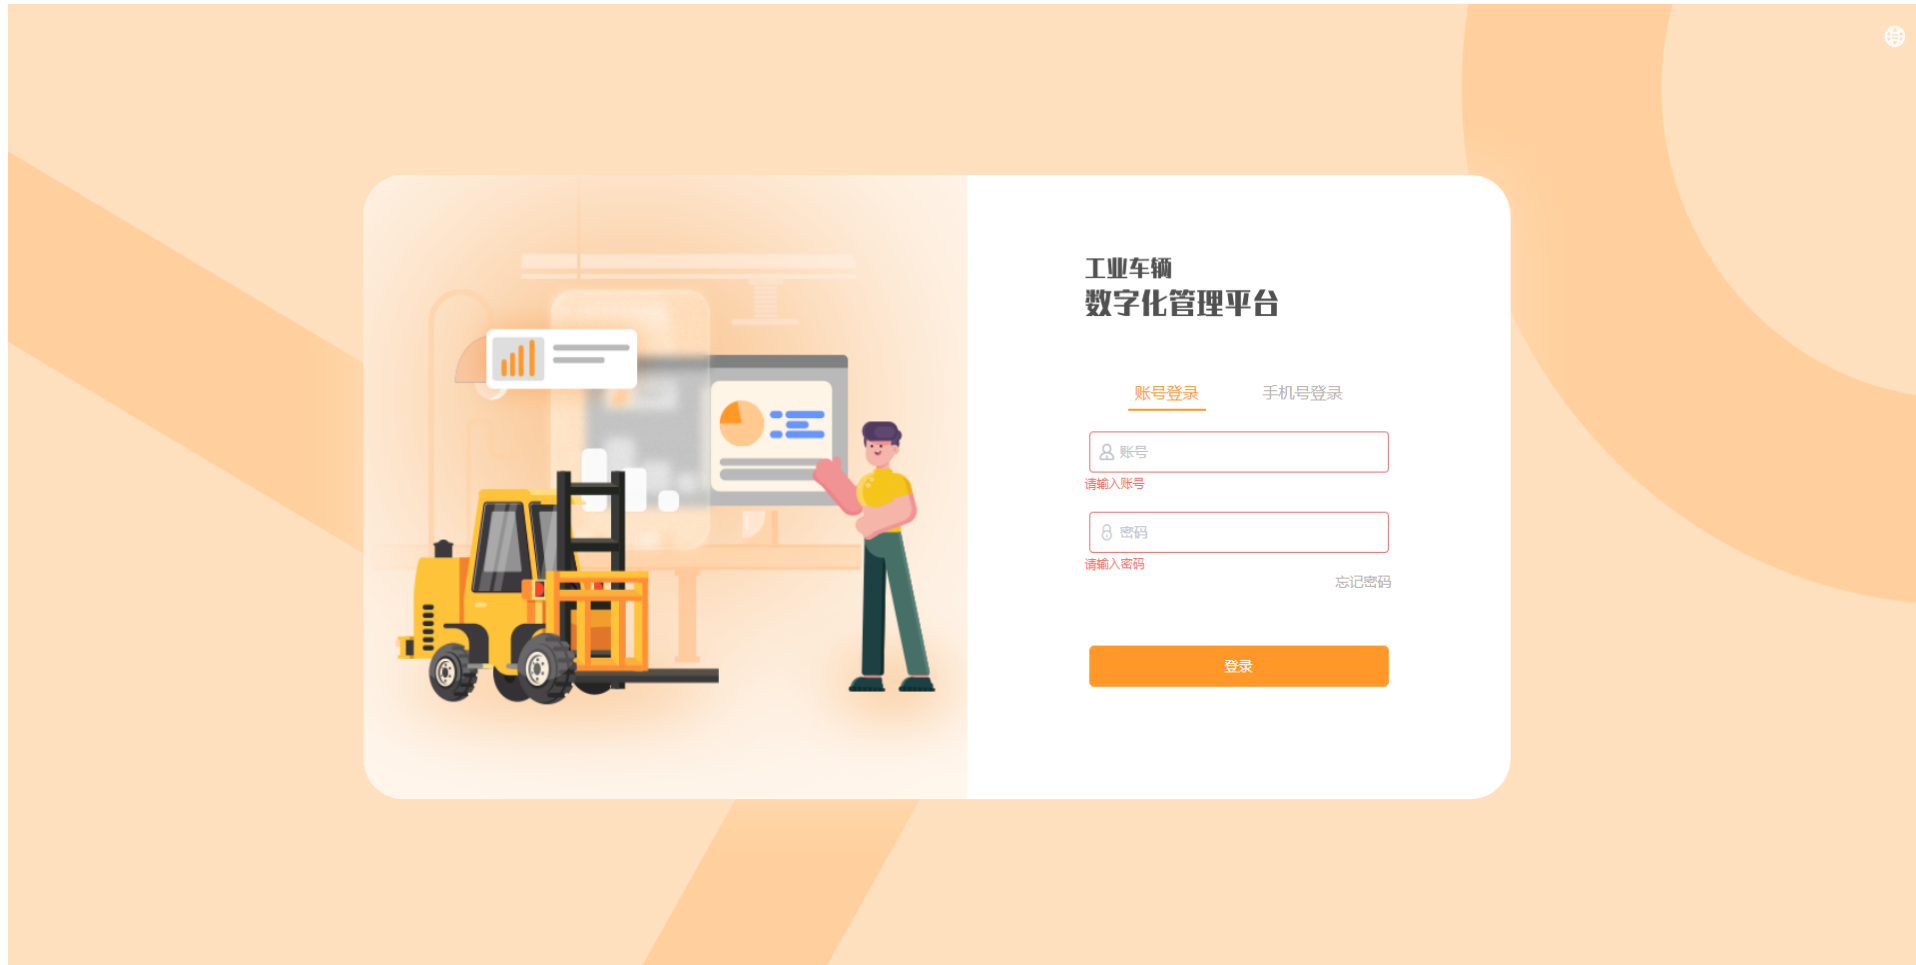 工业车辆
数字化管理平台
账号登录 手机号登录
账号
请输入账号
密码
请输入密码
忘记密码
登录